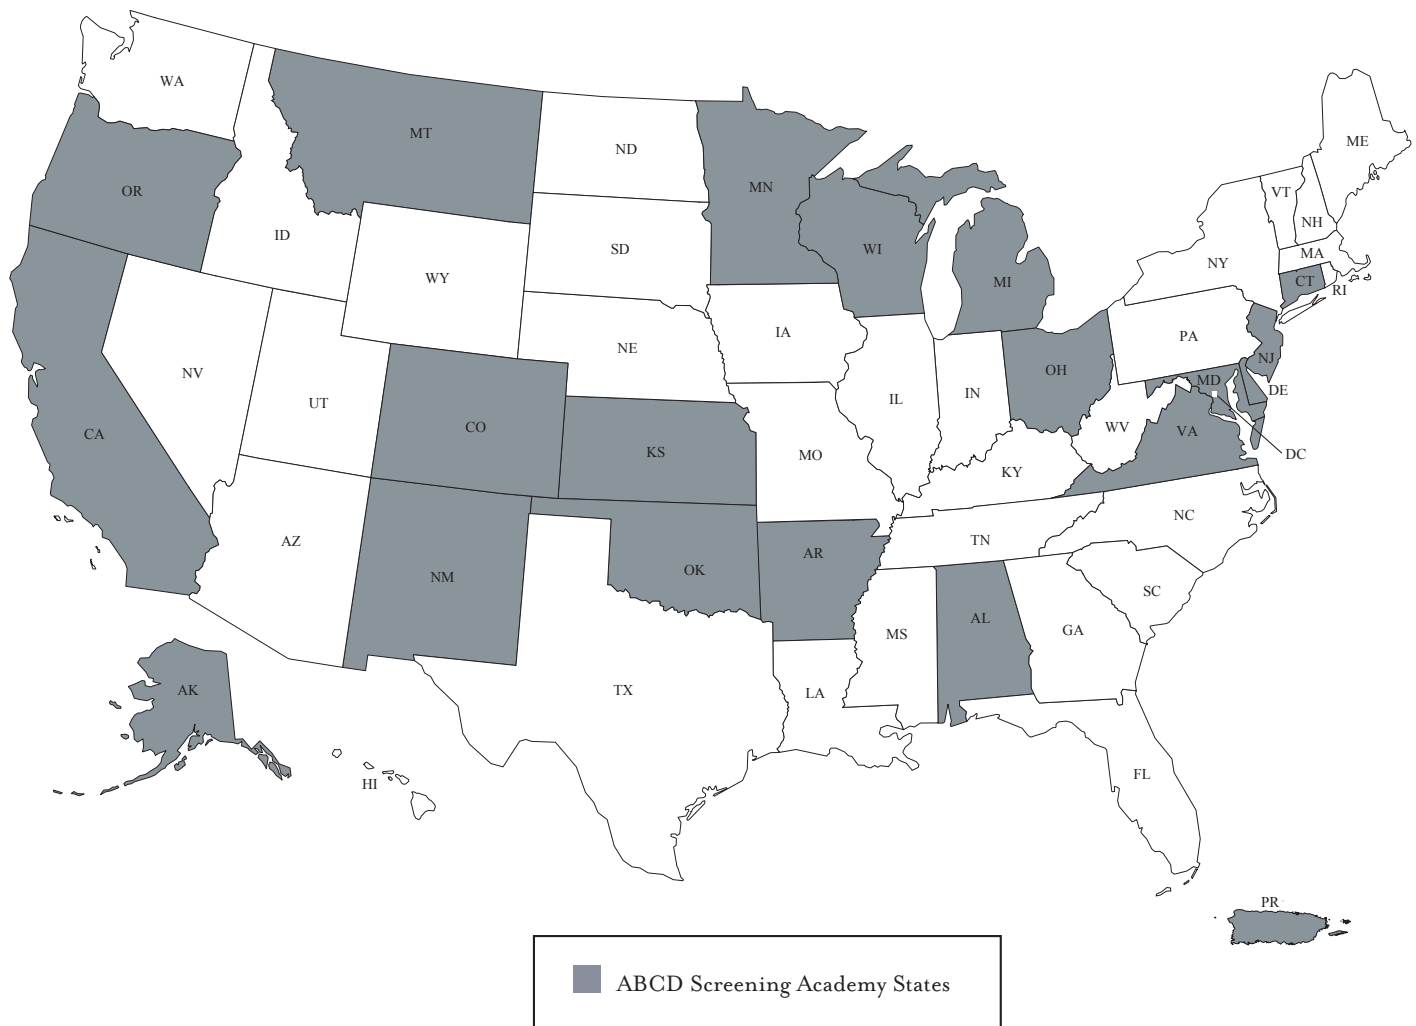 WA
MT
ND
MN
ME
OR
ID
SD
WI
VT
NH
NY
MA
WY
MI
CT
RI
IA
PA
NE
NV
OH
NJ
UT
IL
IN
MD
DE
CA
CO
KS
MO
KY
WV
VA
DC
AZ
NM
OK
AR
TN
NC
SC
AL
GA
MS
AK
TX
LA
HI
FL
PR
ABCD Screening Academy States